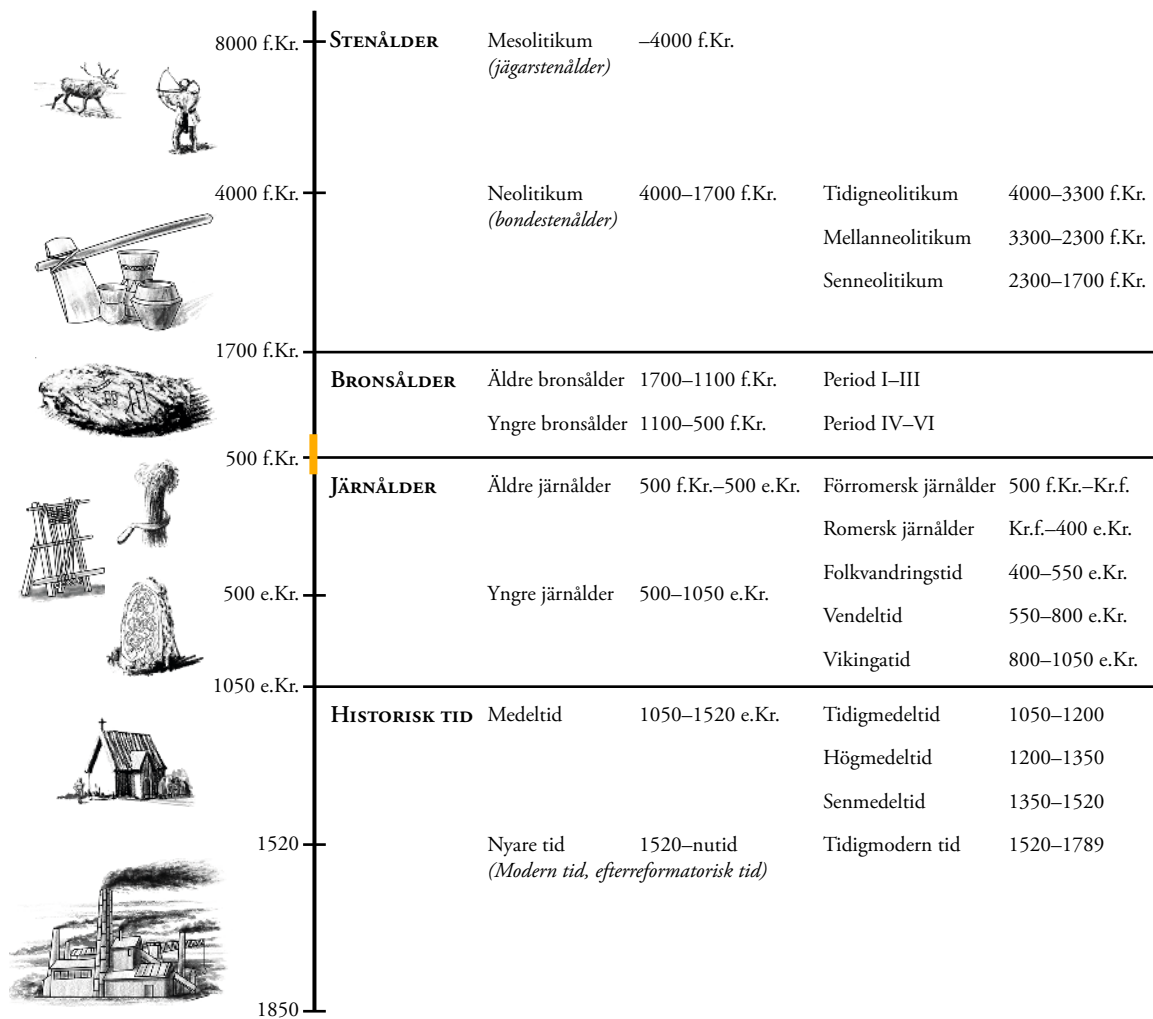 8000 f.Kr. STENÅLDER Mesolitikum –4000 f.Kr.
(jägarstenålder)
4000 f.Kr. Neolitikum 4000–1700 f.Kr. Tidigneolitikum 4000–3300 f.Kr.
(bondestenålder)
Mellanneolitikum 3300–2300 f.Kr.
Senneolitikum 2300–1700 f.Kr.
1700 f.Kr.
BRONSÅLDER Äldre bronsålder 1700–1100 f.Kr. Period I–III
Yngre bronsålder 1100–500 f.Kr. Period IV–VI
500 f.Kr.
JÄRNÅLDER Äldre järnålder 500 f.Kr.–500 e.Kr. Förromersk järnålder 500 f.Kr.–Kr.f.
Romersk järnålder Kr.f.–400 e.Kr.
Folkvandringstid 400–550 e.Kr.
500 e.Kr. Yngre järnålder 500–1050 e.Kr.
Vendeltid 550–800 e.Kr.
Vikingatid 800–1050 e.Kr.
1050 e.Kr.
HISTORISK TID Medeltid 1050–1520 e.Kr. Tidigmedeltid 1050–1200
Högmedeltid 1200–1350
Senmedeltid 1350–1520
1520 Nyare tid 1520–nutid Tidigmodern tid 1520–1789
(Modern tid, efterreformatorisk tid)
1850